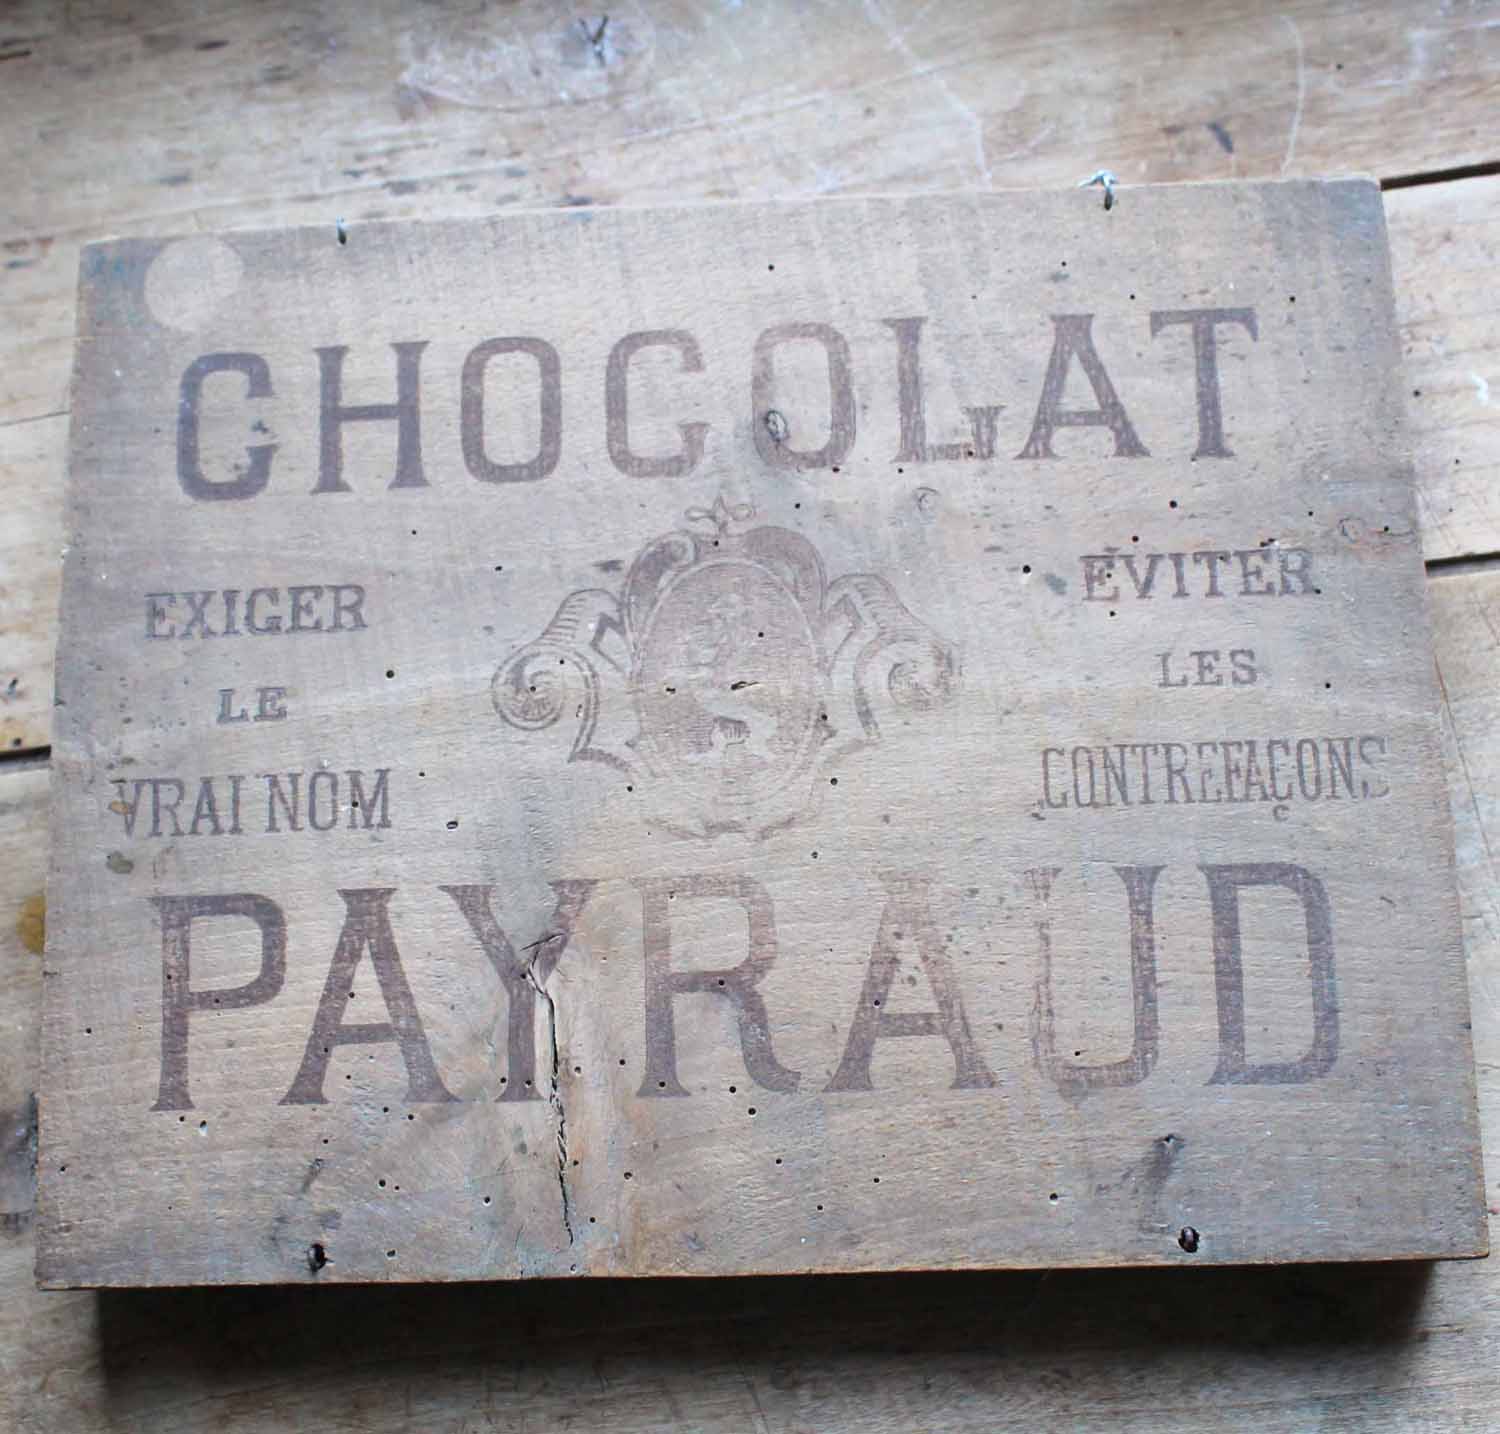 CHOCOLAT
EXIGER
LE
VRAI NOM
ÉVITER
LES
CONTREFAÇONS
PAYRAUD